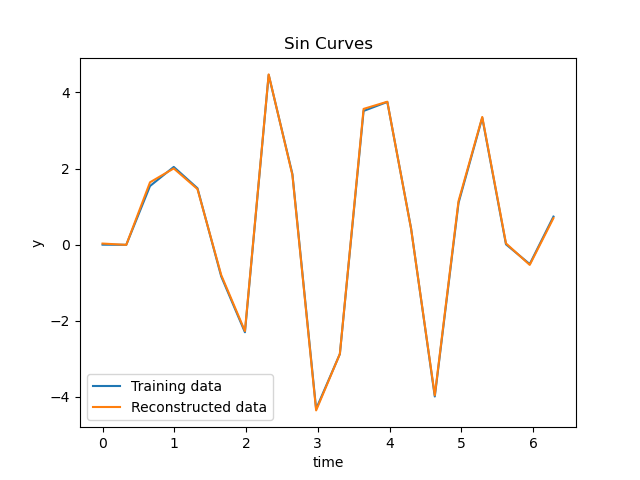 Sin Curves
4
2
0
−2
−4
y
Training data
Reconstructed data
0 1 2 3 4 5 6
time